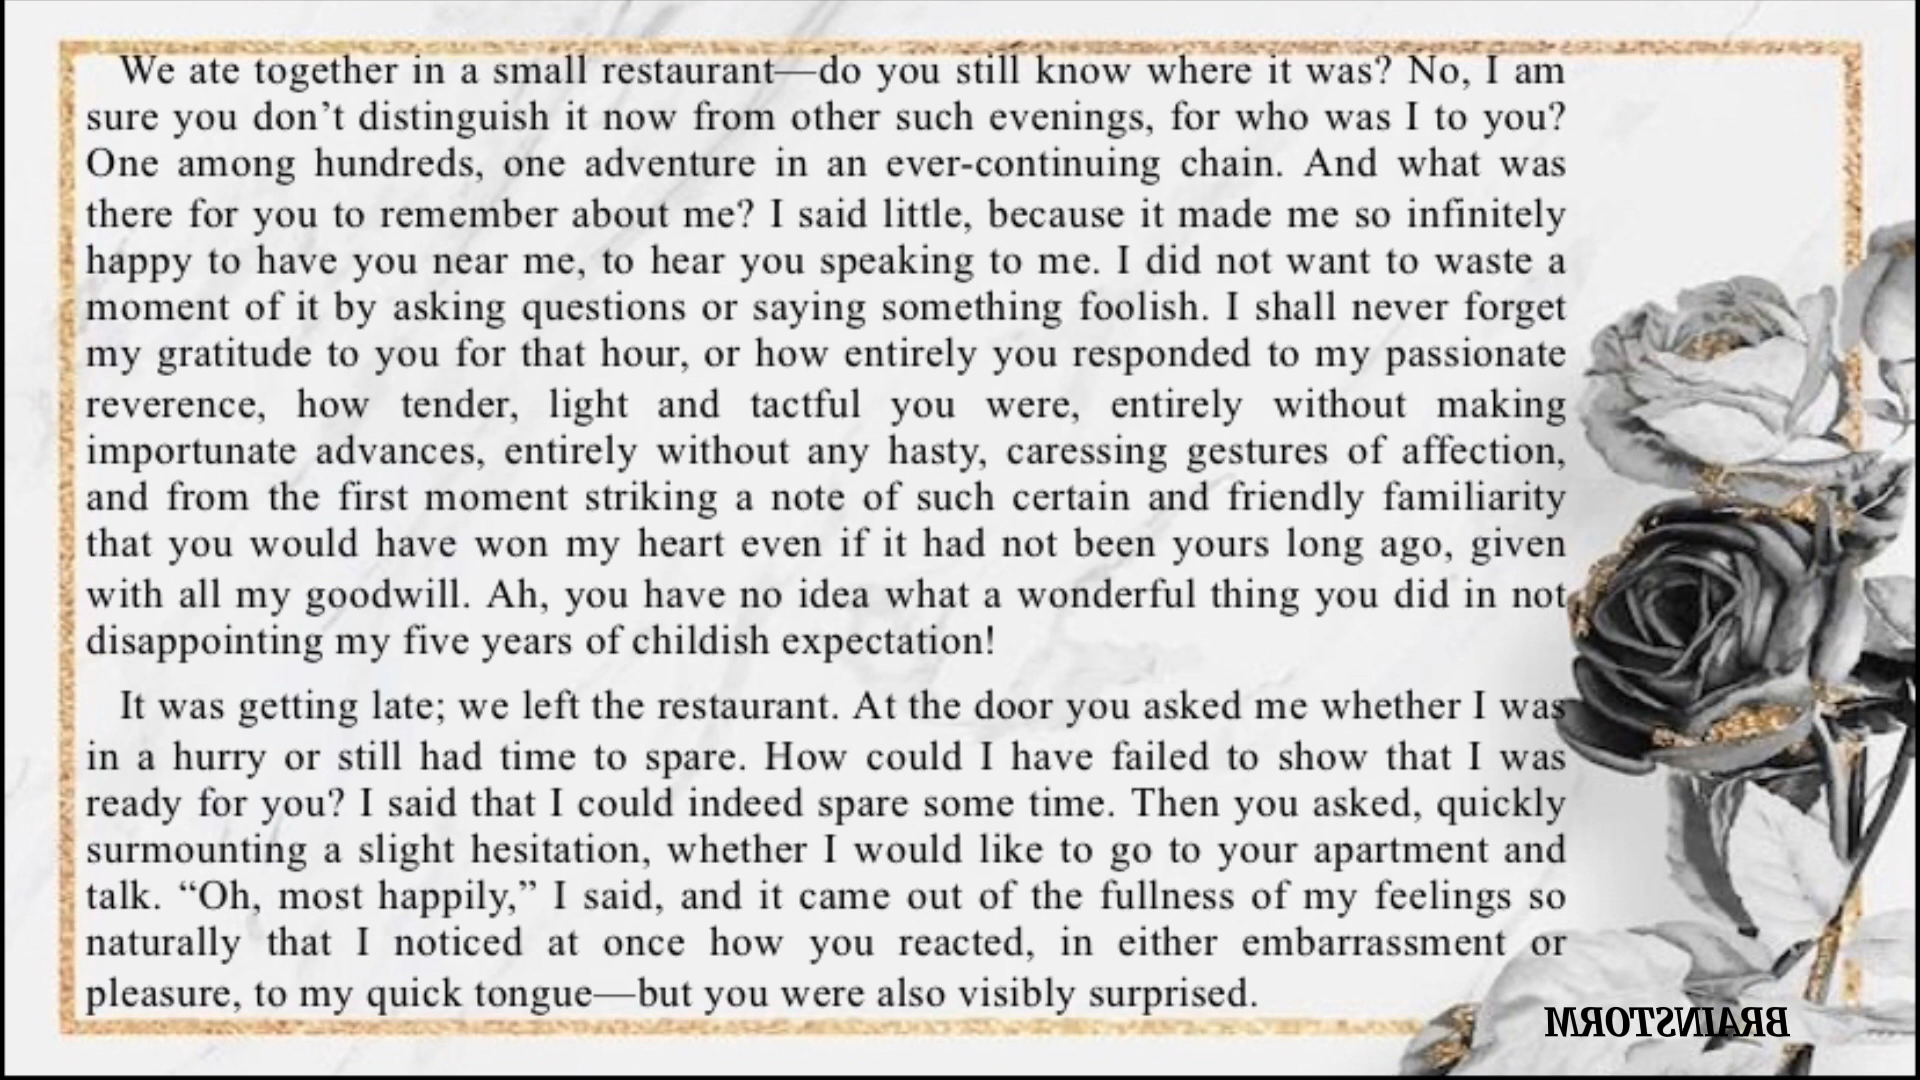 We ate together in a small restaurant—do you still know where it was? No, I am
sure you don’t distinguish it now from other such evenings, for who was I to you?
One among hundreds, one adventure in an ever-continuing chain. And what was
there for you to remember about me? I said little, because it made me so infinitely
happy to have you near me, to hear you speaking to me. I did not want to waste a
moment of it by asking questions or saying something foolish. I shall never forget
my gratitude to you for that hour, or how entirely you responded to my passionate
reverence, how tender, light and tactful you were, entirely without making
importunate advances, entirely without any hasty, caressing gestures of affection,
and from the first moment striking a note of such certain and friendly familiarity
that you would have won my heart even if it had not been yours long ago, given
with all my goodwill. Ah, you have no idea what a wonderful thing you did in not
disappointing my five years of childish expectation!
It was getting late; we left the restaurant. At the door you asked me whether I was
in a hurry or still had time to spare. How could I have failed to show that I was
ready for you? I said that I could indeed spare some time. Then you asked, quickly
surmounting a slight hesitation, whether I would like to go to your apartment and
talk. “Oh, most happily,” I said, and it came out of the fullness of my feelings so
naturally that I noticed at once how you reacted, in either embarrassment or
pleasure, to my quick tongue—but you were also visibly surprised.
BRAINSTORM